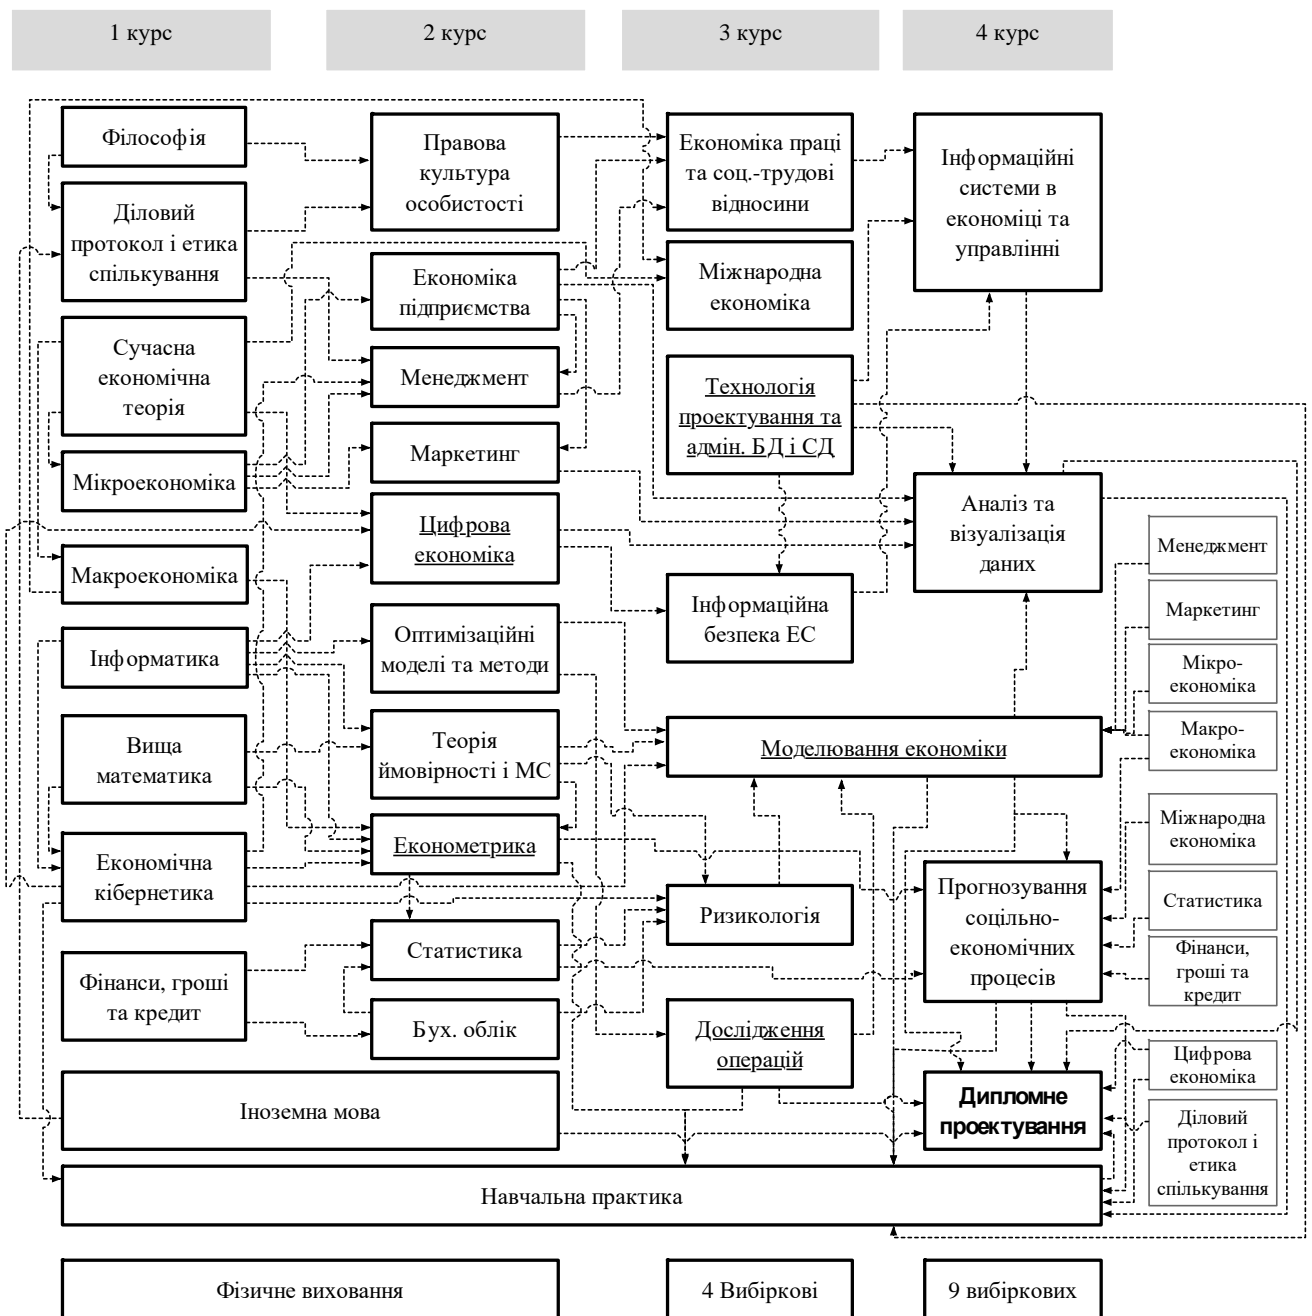 1 курс
2 курс
3 курс
4 курс
Філософія
Діловий
протокол і етика
спількування
Сучасна
економічна
теорія
Мікроекономіка
Макроекономіка
Інформатика
Вища
математика
Економічна
кібернетика
Фінанси, гроші
та кредит
Іноземна мова
Навчальна практика
Фізичне виховання
Правова
культура
особистості
Економіка
підприємства
Менеджмент
Маркетинг
Цифрова
економіка
Оптимізаційні
моделі та методи
Теорія
ймовірності і МС
Економетрика
Статистика
Бух. облік
Економіка праці
та соц.-трудові
відносини
Міжнародна
економіка
Технологія
проектування та
адмін. БД і СД
Інформаційна
безпека ЕС
Моделювання економіки
Ризикологія
Дослідження
операцій
4 Вибіркові
Інформаційні
системи в
економіці та
управлінні
Аналіз та
візуалізація
даних
Прогнозування
соцільно-
економічних
процесів
Дипломне
проектування
9 вибіркових
Менеджмент
Маркетинг
Мікро-
економіка
Макро-
економіка
Міжнародна
економіка
Статистика
Фінанси,
гроші та
кредит
Цифрова
економіка
Діловий
протокол і
етика
спількування